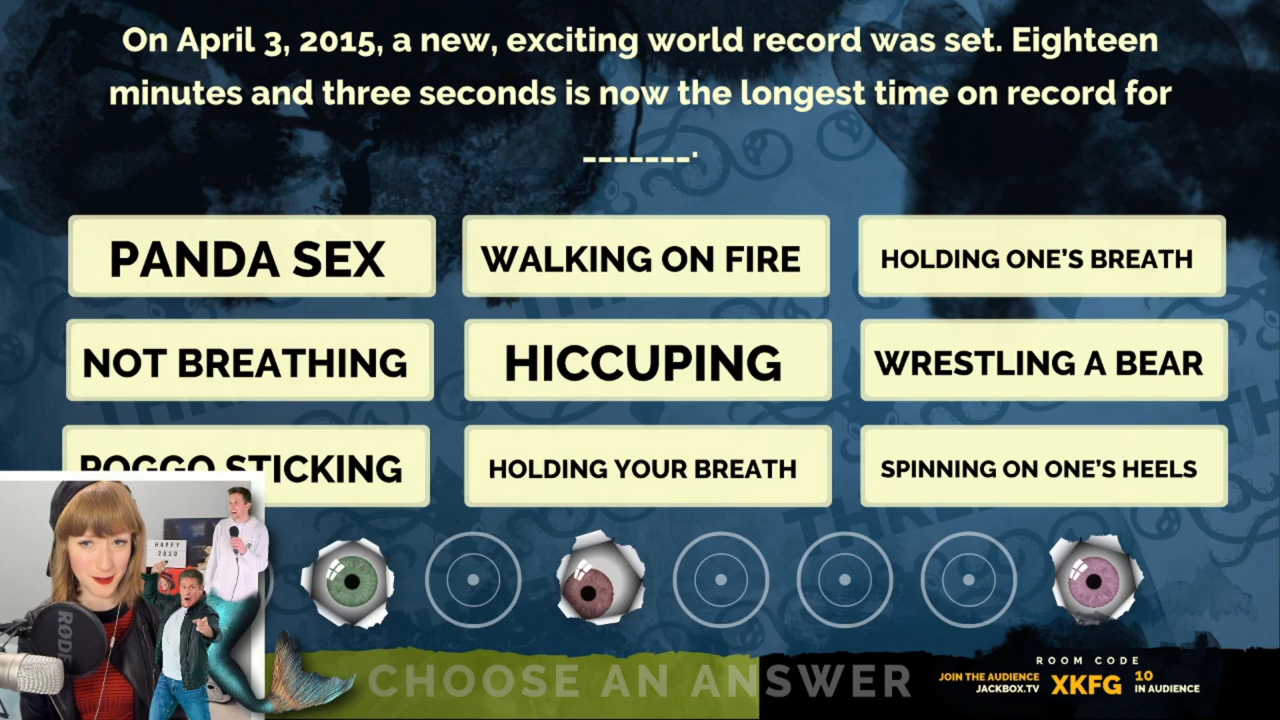 On April 3, 2015, a new, exciting world record was set. Eighteen
minutes and three seconds is now the longest time on record for
_______.
PANDA SEX
WALKING ON FIRE
HOLDING ONE'S BREATH
NOT BREATHING
HICCUPING
WRESTLING A BEAR
POGGO STICKING
HOLDING YOUR BREATH
SPINNING ON ONE'S HEELS
HAPPY
2020
RØDE
CHOOSE AN ANSWER
ROOM CODE
JOIN THE AUDIENCE
JACKBOX.TV
XKFG
10
IN AUDIENCE